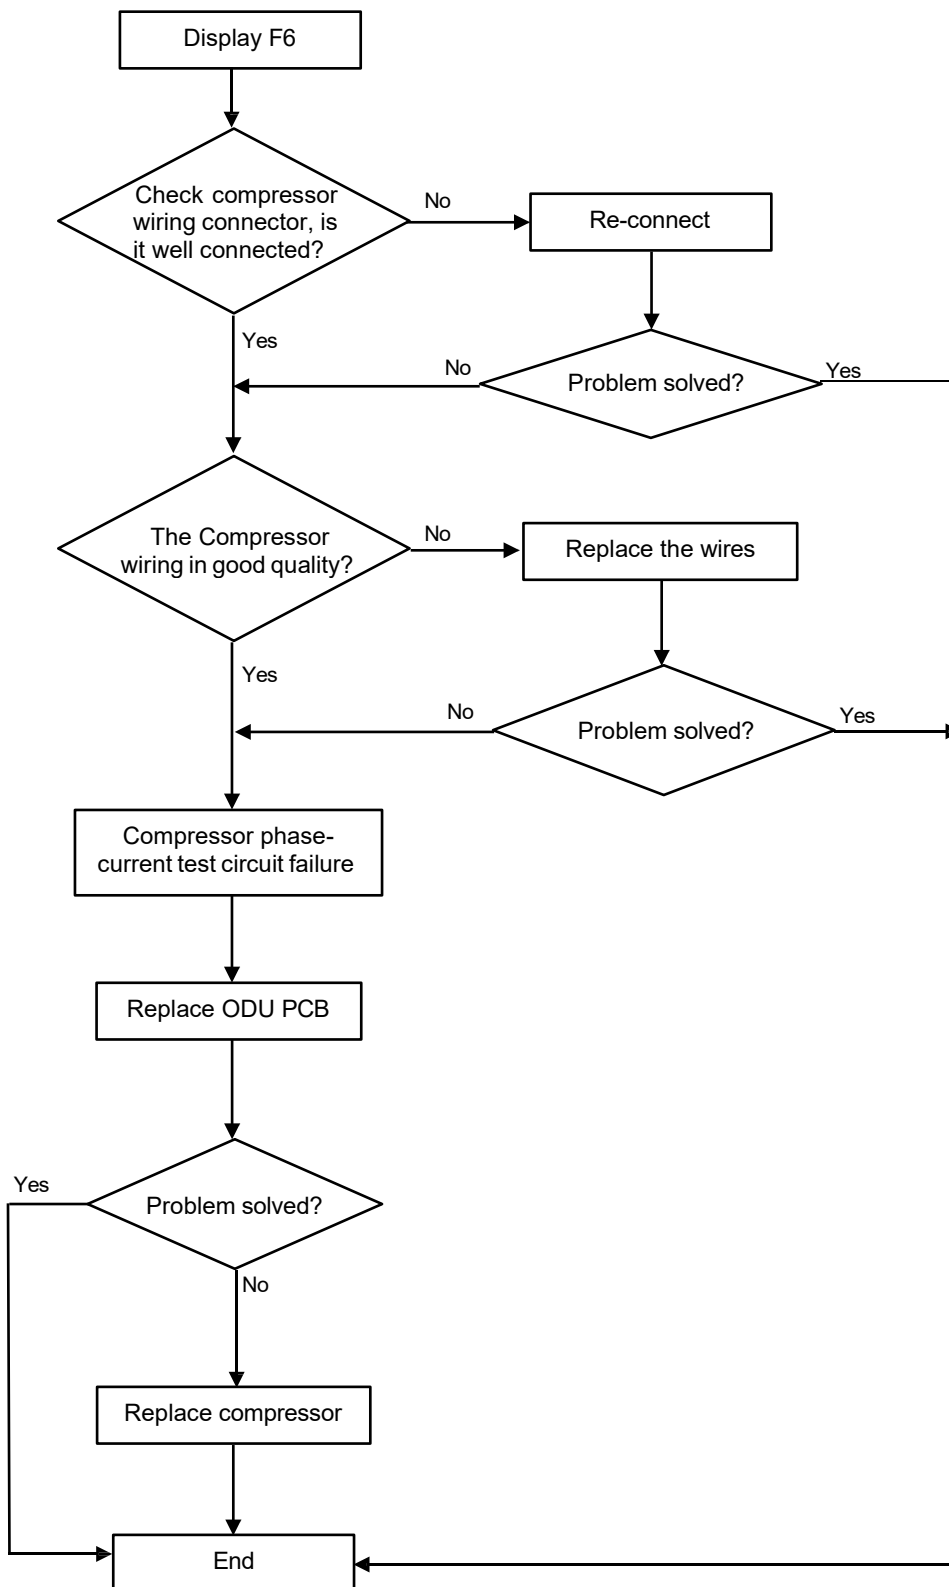 Display F6
Check compressor
wiring connector, is
it well connected?
No
Re-connect
Yes
No
Problem solved?
Yes
The Compressor
wiring in good quality?
No
Replace the wires
Yes
No
Problem solved?
Yes
Compressor phase-
current test circuit failure
Replace ODU PCB
Yes
Problem solved?
No
Replace compressor
End